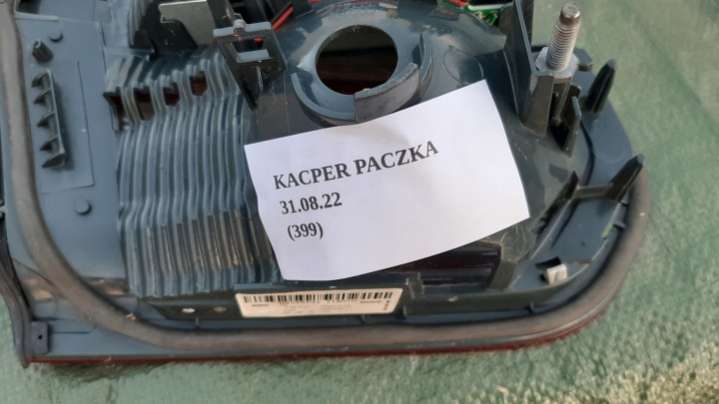 KACPER PACZKA
31.08.22
(399)